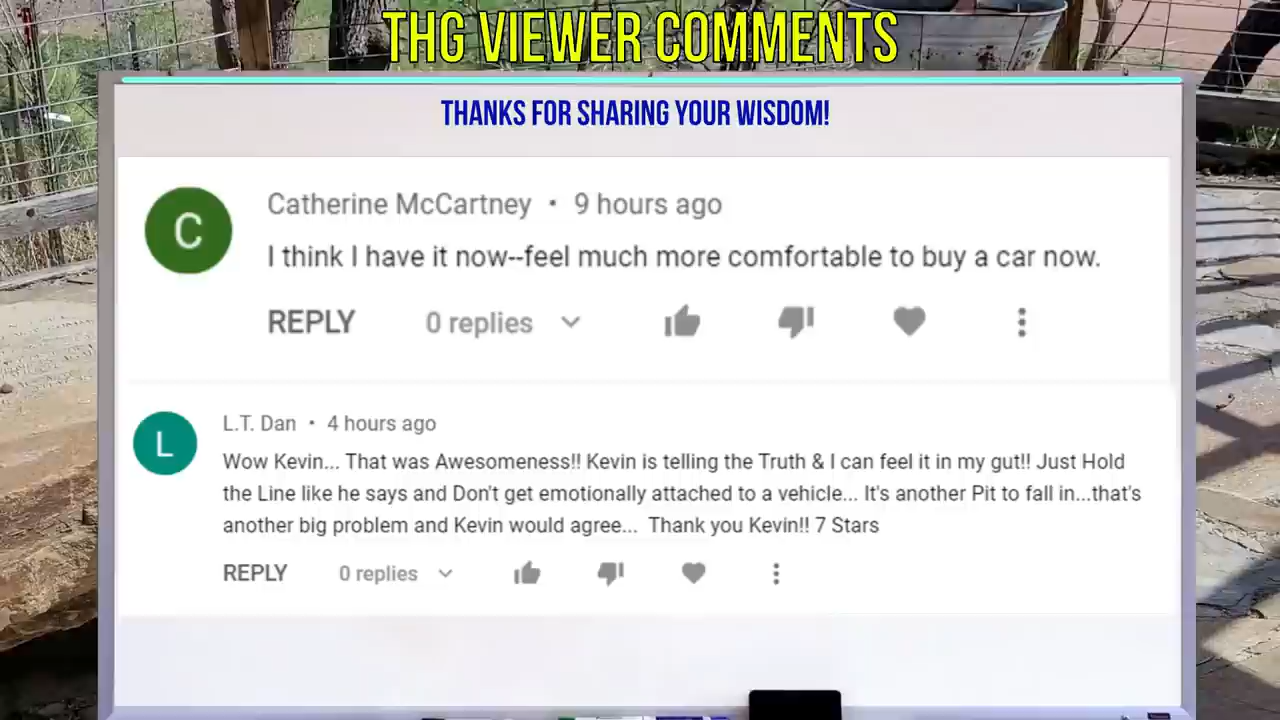 THG VIEWER COMMENTS
THANKS FOR SHARING YOUR WISDOM!
C
Catherine McCartney • 9 hours ago
I think I have it now--feel much more comfortable to buy a car now.
REPLY 0 replies
L
L.T. Dan • 4 hours ago
Wow Kevin... That was Awesomeness!! Kevin is telling the Truth & I can feel it in my gut!! Just Hold
the Line like he says and Don't get emotionally attached to a vehicle... It's another Pit to fall in...that's
another big problem and Kevin would agree... Thank you Kevin!! 7 Stars
REPLY 0 replies